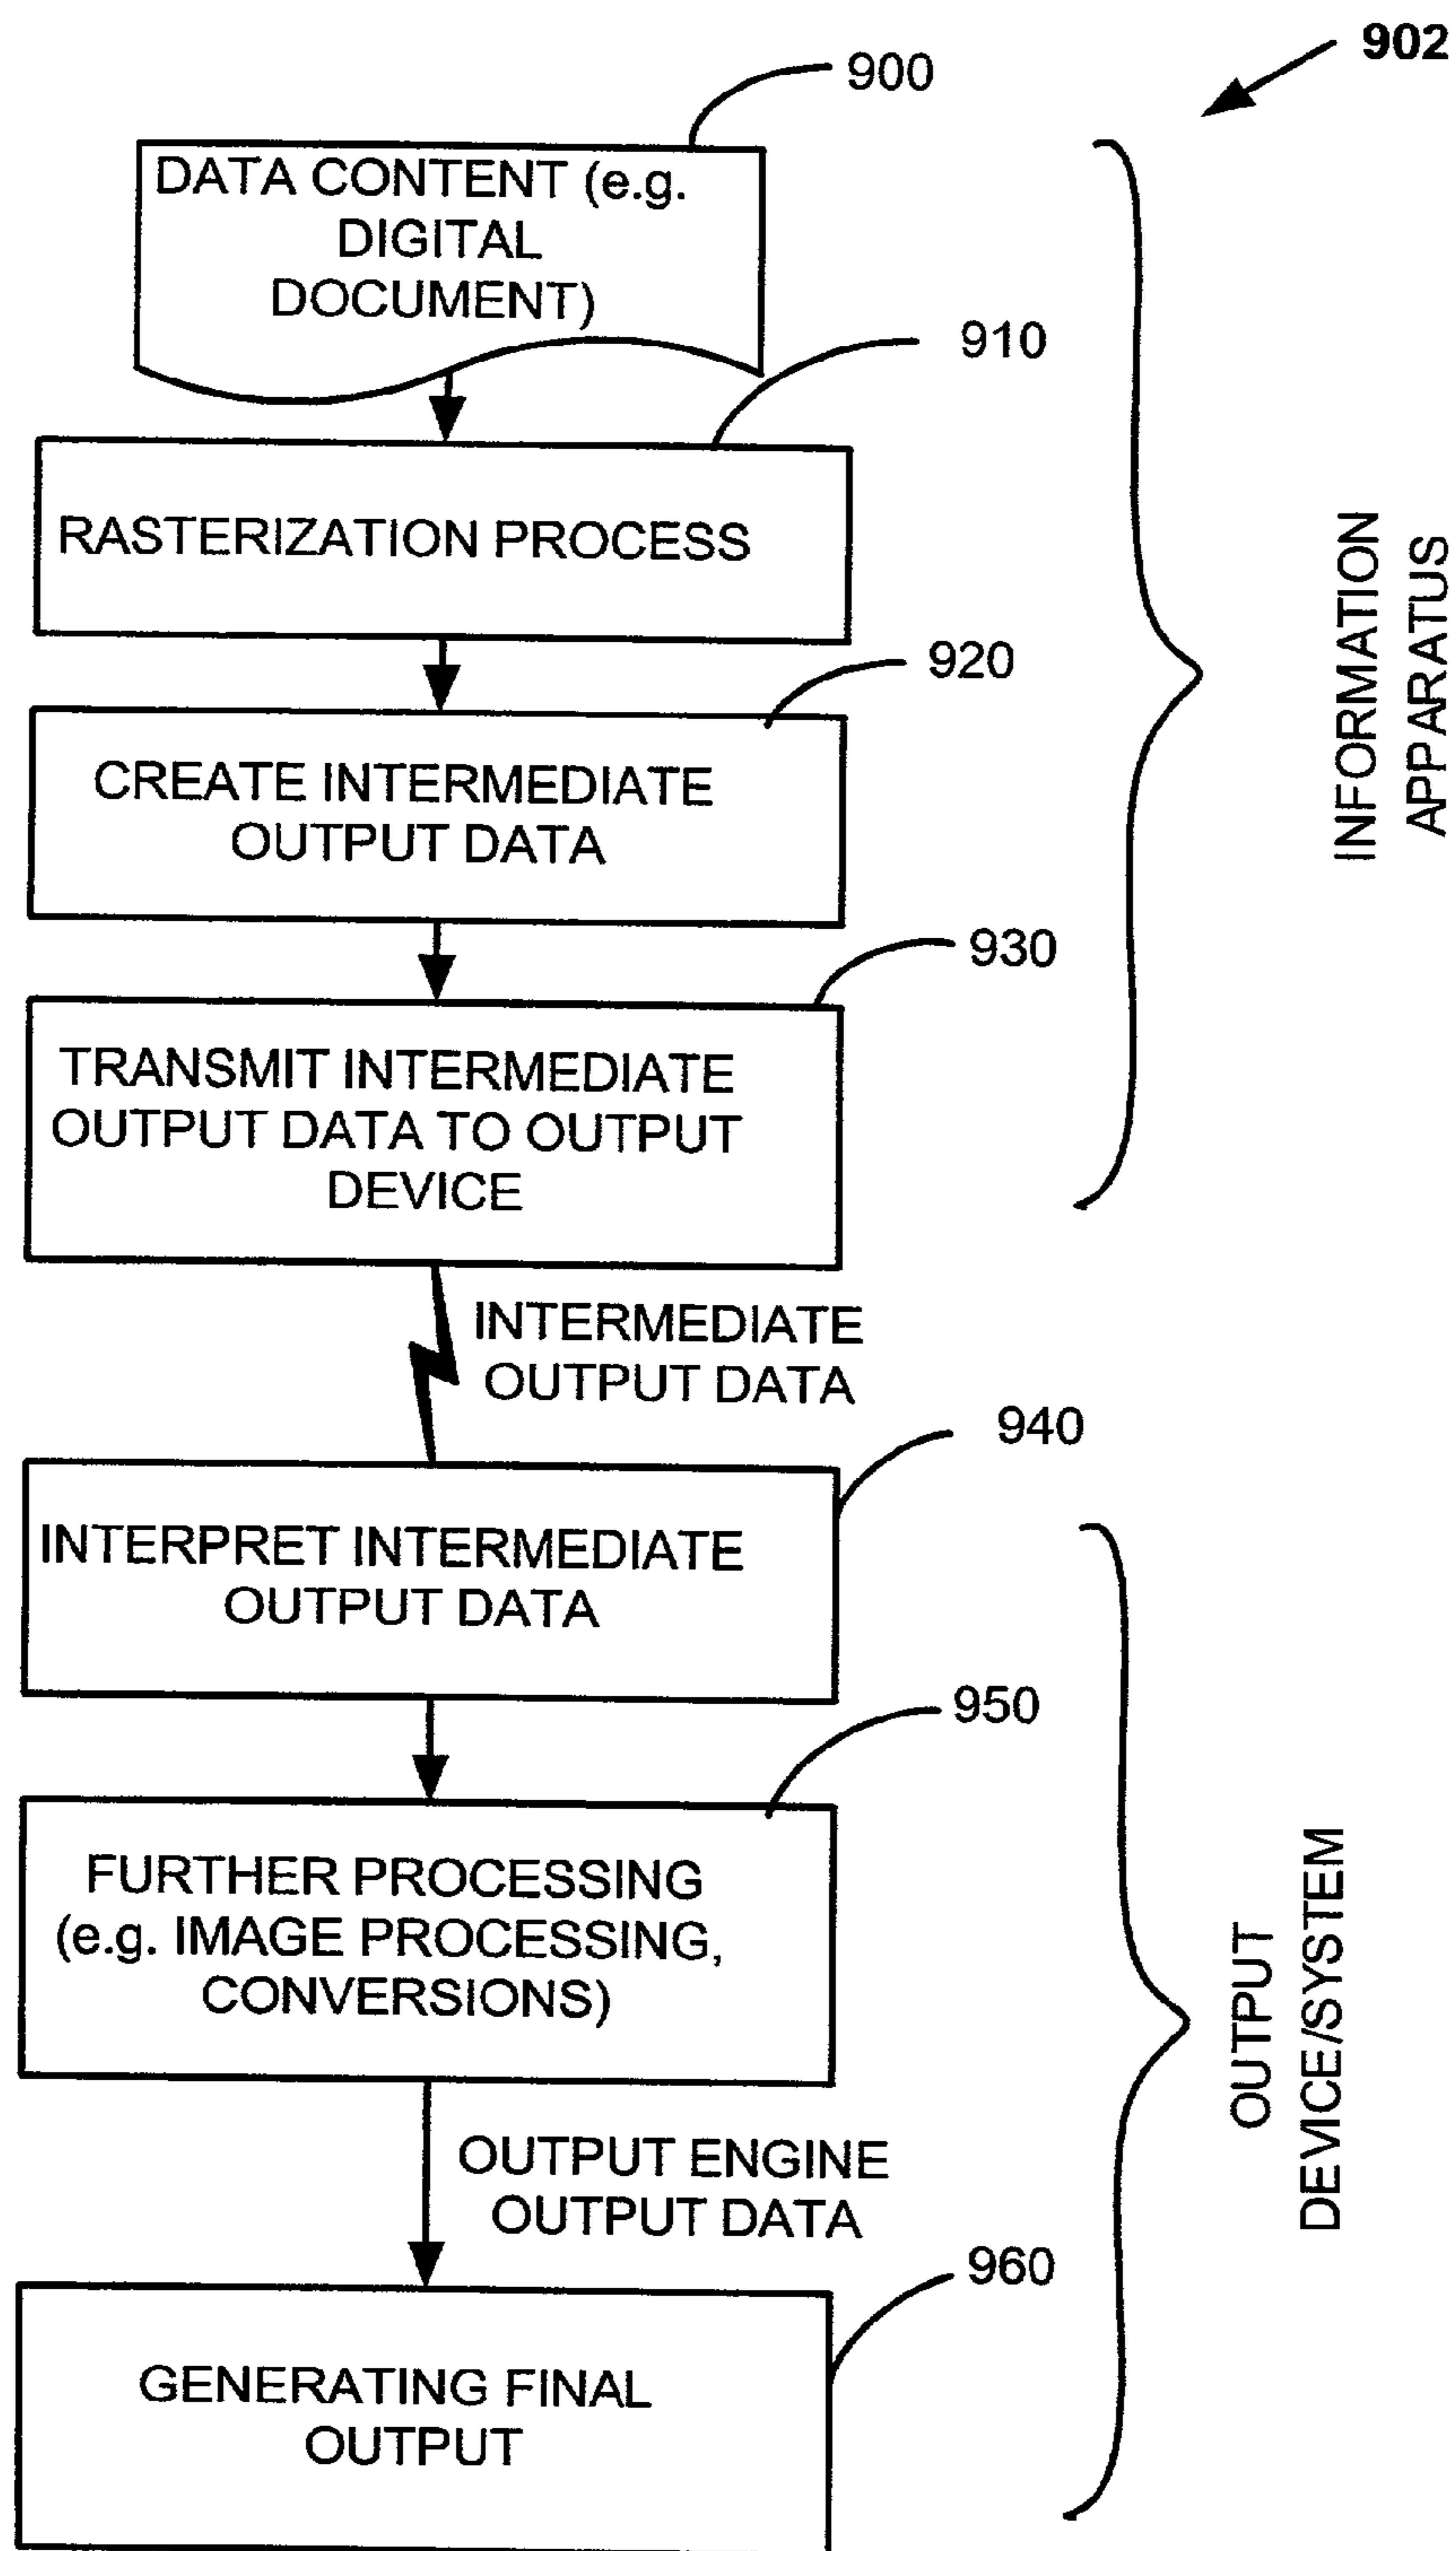 902
900
DATA CONTENT (e.g.
DIGITAL
DOCUMENT)
910
RASTERIZATION PROCESS
920
CREATE INTERMEDIATE
OUTPUT DATA
930
TRANSMIT INTERMEDIATE
OUTPUT DATA TO OUTPUT
DEVICE
INFORMATION
APPARATUS
INTERMEDIATE
OUTPUT DATA
940
INTERPRET INTERMEDIATE
OUTPUT DATA
950
FURTHER PROCESSING
(e.g. IMAGE PROCESSING,
CONVERSIONS)
OUTPUT
DEVICE/SYSTEM
OUTPUT ENGINE
OUTPUT DATA
960
GENERATING FINAL
OUTPUT